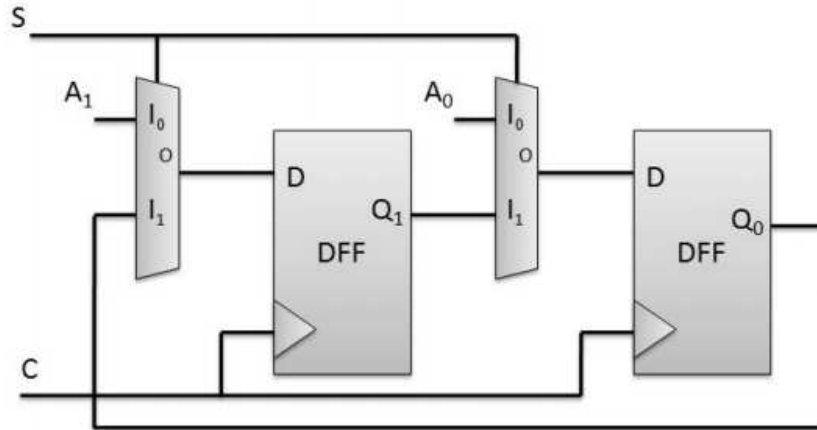 S
A₁
I₀
O
I₁
D
Q₁
DFF
A₀
I₀
O
I₁
D
Q₀
DFF
C